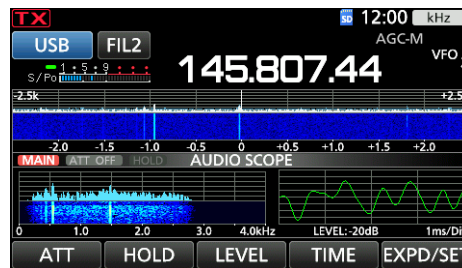 TX SD 12:00 kHz
USB FIL2 AGC-M
VFO
S/Po 1 · 5 · 9
145.807.44
-2.5k +2.5
-2.0 -1.5 -1.0 -0.5 0 +0.5 +1.0 +1.5 +2.0
MAIN ATT OFF HOLD AUDIO SCOPE
0 1.0 2.0 3.0 4.0kHz LEVEL:-20dB 1ms/Di
ATT HOLD LEVEL TIME EXPD/SE